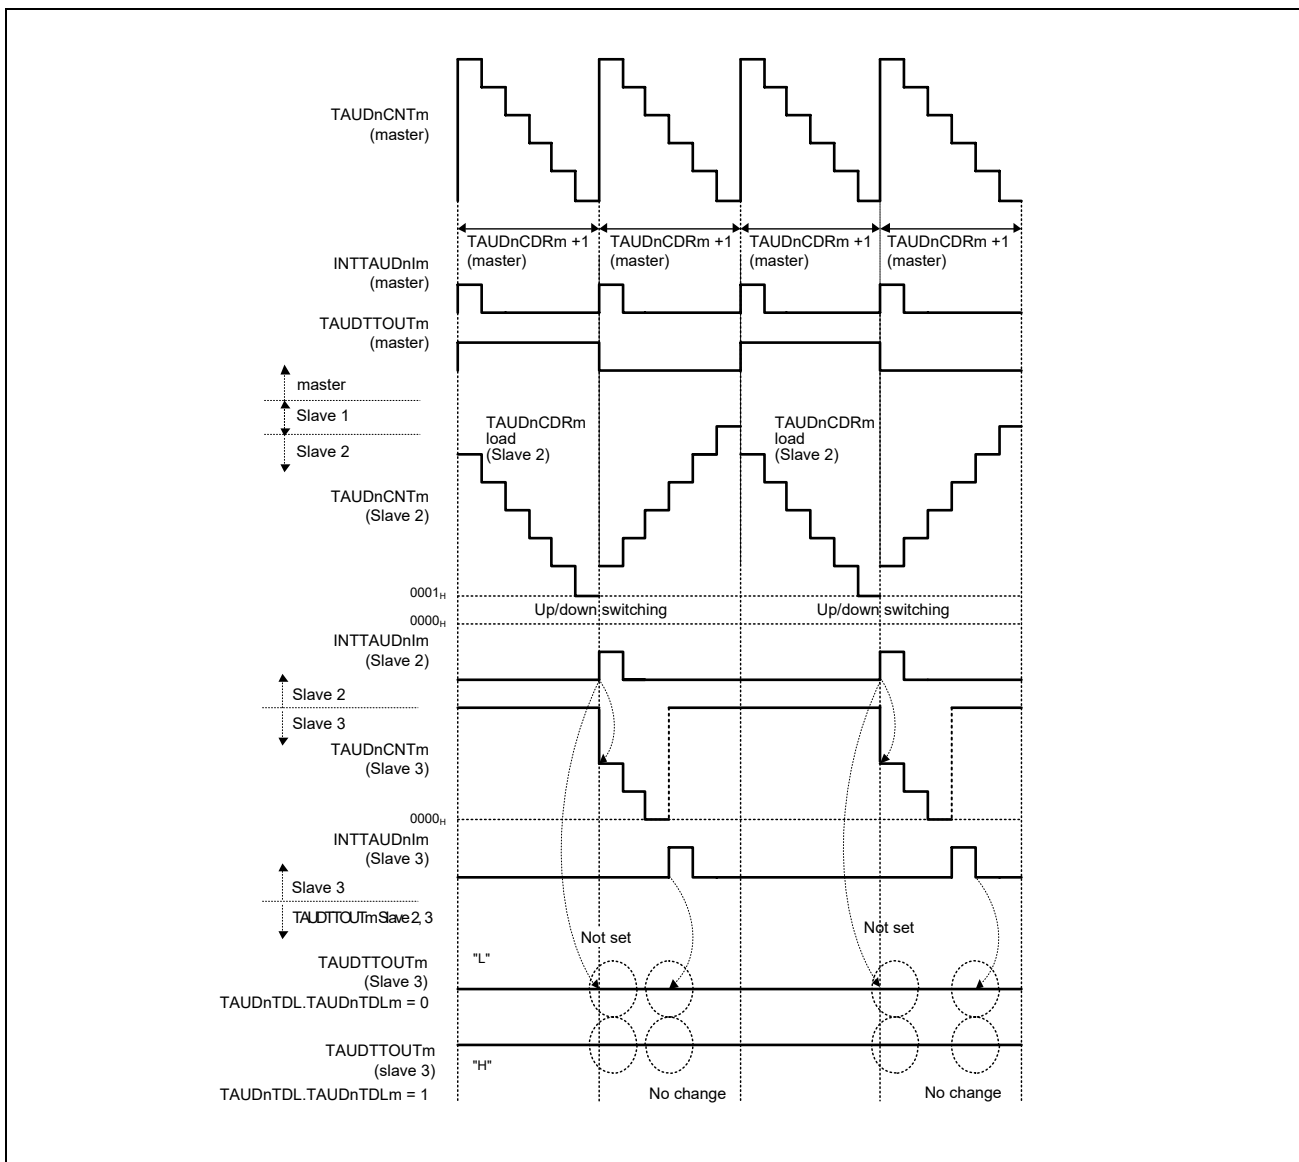 TAUDnCNTm
(master)
TAUDnCDRm +1
(master)
TAUDnCDRm +1
(master)
TAUDnCDRm +1
(master)
TAUDnCDRm +1
(master)
INTTAUDnIm
(master)
TAUDTTOUTm
(master)
master
Slave 1
Slave 2
TAUDnCDRm
load
(Slave 2)
TAUDnCDRm
load
(Slave 2)
TAUDnCNTm
(Slave 2)
0001H
Up/down switching
Up/down switching
0000H
INTTAUDnIm
(Slave 2)
Slave 2
Slave 3
TAUDnCNTm
(Slave 3)
0000H
INTTAUDnIm
(Slave 3)
Slave 3
TAUDTTOUTm Slave 2, 3
Not set
Not set
TAUDTTOUTm
(Slave 3)
TAUDnTDL.TAUDnTDLm = 0
"L"
TAUDTTOUTm
(slave 3)
"H"
TAUDnTDL.TAUDnTDLm = 1
No change
No change